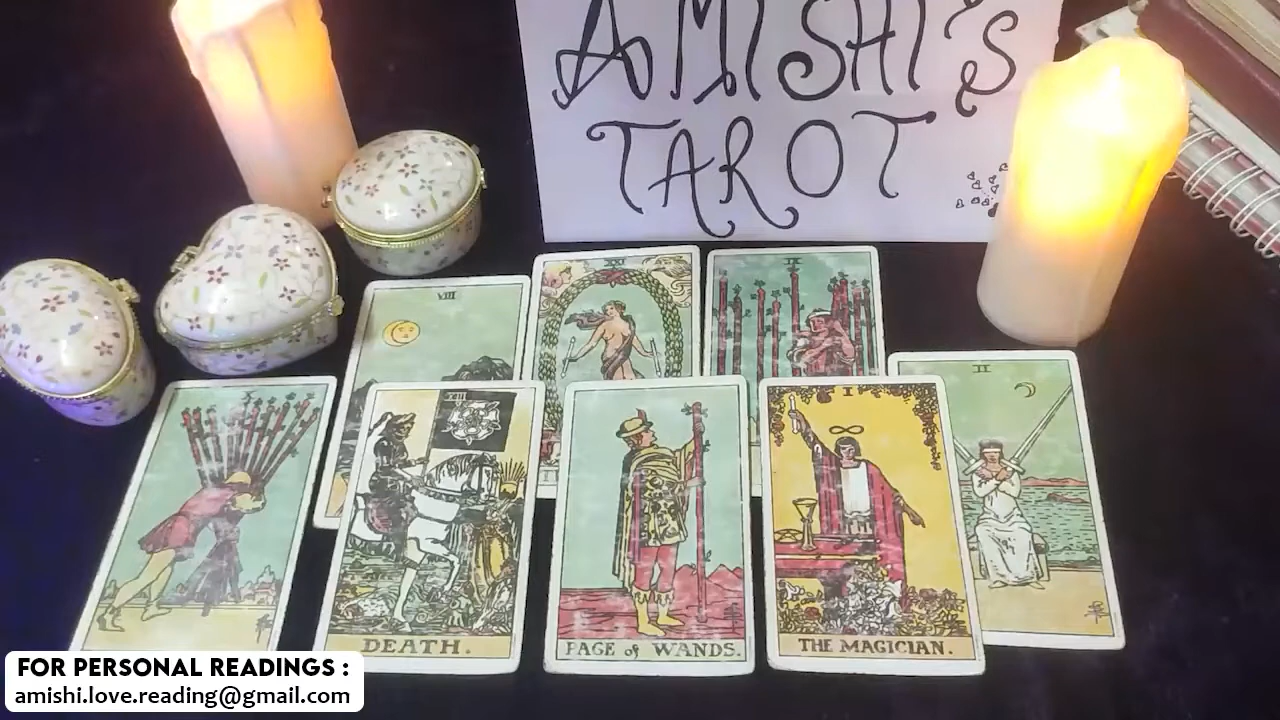 AMISHI'S
TAROT
VIII
XXI
IX
II
X
XIII
I
DEATH.
PAGE of WANDS.
THE MAGICIAN.
FOR PERSONAL READINGS :
amishi.love.reading@gmail.com